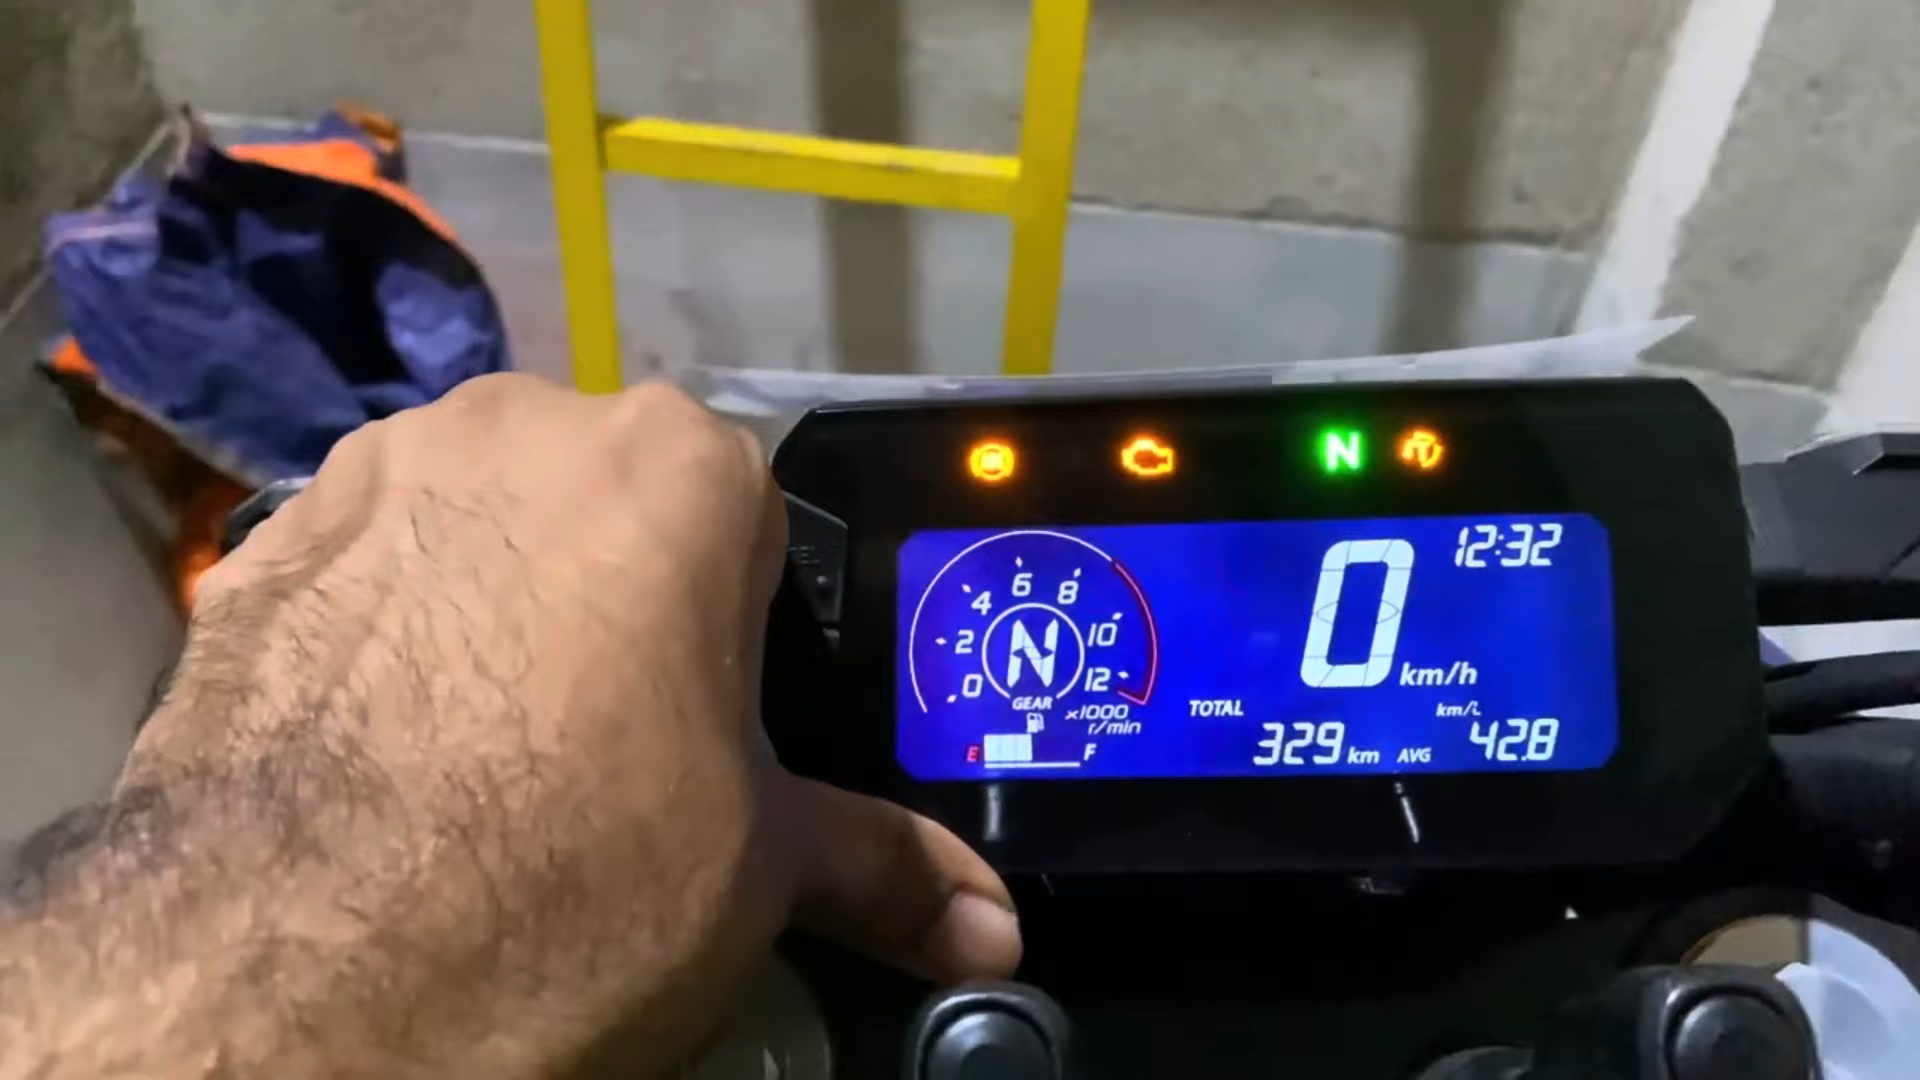 N
12:32
0 km/h
0 2 4 6 8 10 12
N
GEAR
x1000
r/min
E F
TOTAL
329 km
km/L
AVG 42.8